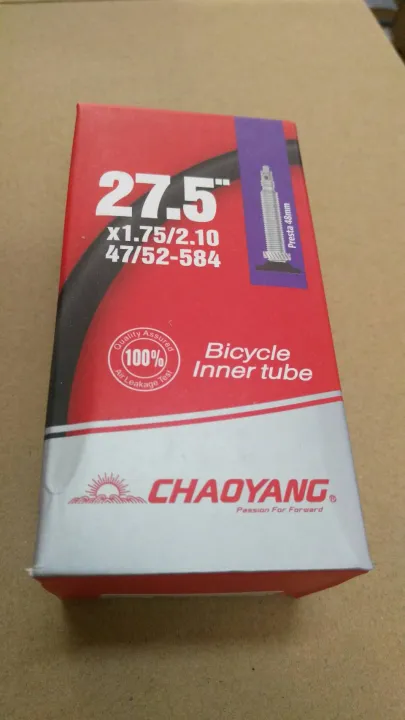 27.5"
x1.75/2.10
47/52-584
Presta 48mm
Quality Assured
100%
Air Leakage Test
Bicycle
Inner tube
CHAOYANG®
Passion For Forward